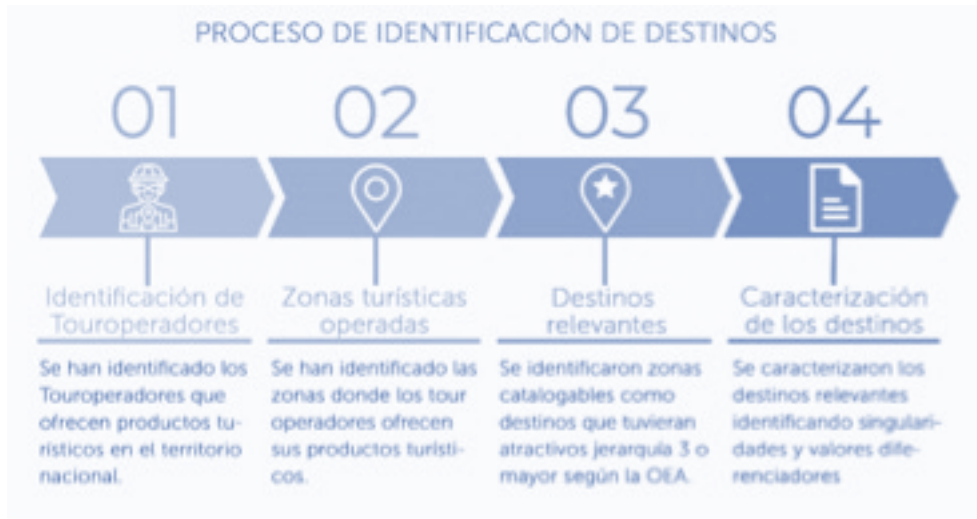 PROCESO DE IDENTIFICACIÓN DE DESTINOS
01
02
03
04
Identificación de
Touroperadores
Se han identificado los
Touroperadores que
ofrecen productos tu-
rísticos en el territorio
nacional.
Zonas turísticas
operadas
Se han identificado las
zonas donde los tour
operadores ofrecen
sus productos turísti-
cos.
Destinos
relevantes
Se identificaron zonas
catalogables como
destinos que tuvieran
atractivos jerarquía 3 o
mayor según la OEA.
Caracterización
de los destinos
Se caracterizaron los
destinos relevantes
identificando singulari-
dades y valores dife-
renciadores